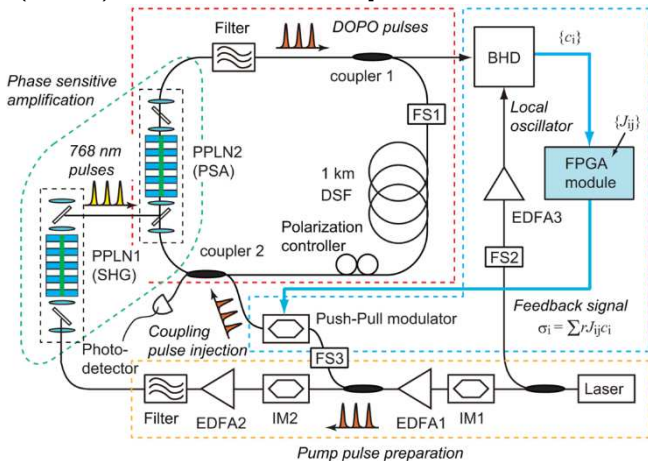 Filter
DOPO pulses
coupler 1
BHD
{cᵢ}
{Jᵢⱼ}
Phase sensitive
amplification
768 nm
pulses
PPLN2
(PSA)
PPLN1
(SHG)
FS1
1 km
DSF
Polarization
controller
coupler 2
Local
oscillator
FPGA
module
EDFA3
FS2
Photo-
detector
Coupling
pulse injection
Push-Pull modulator
FS3
Feedback signal
σᵢ = ∑rJᵢⱼcᵢ
Filter
EDFA2
IM2
EDFA1
IM1
Laser
Pump pulse preparation